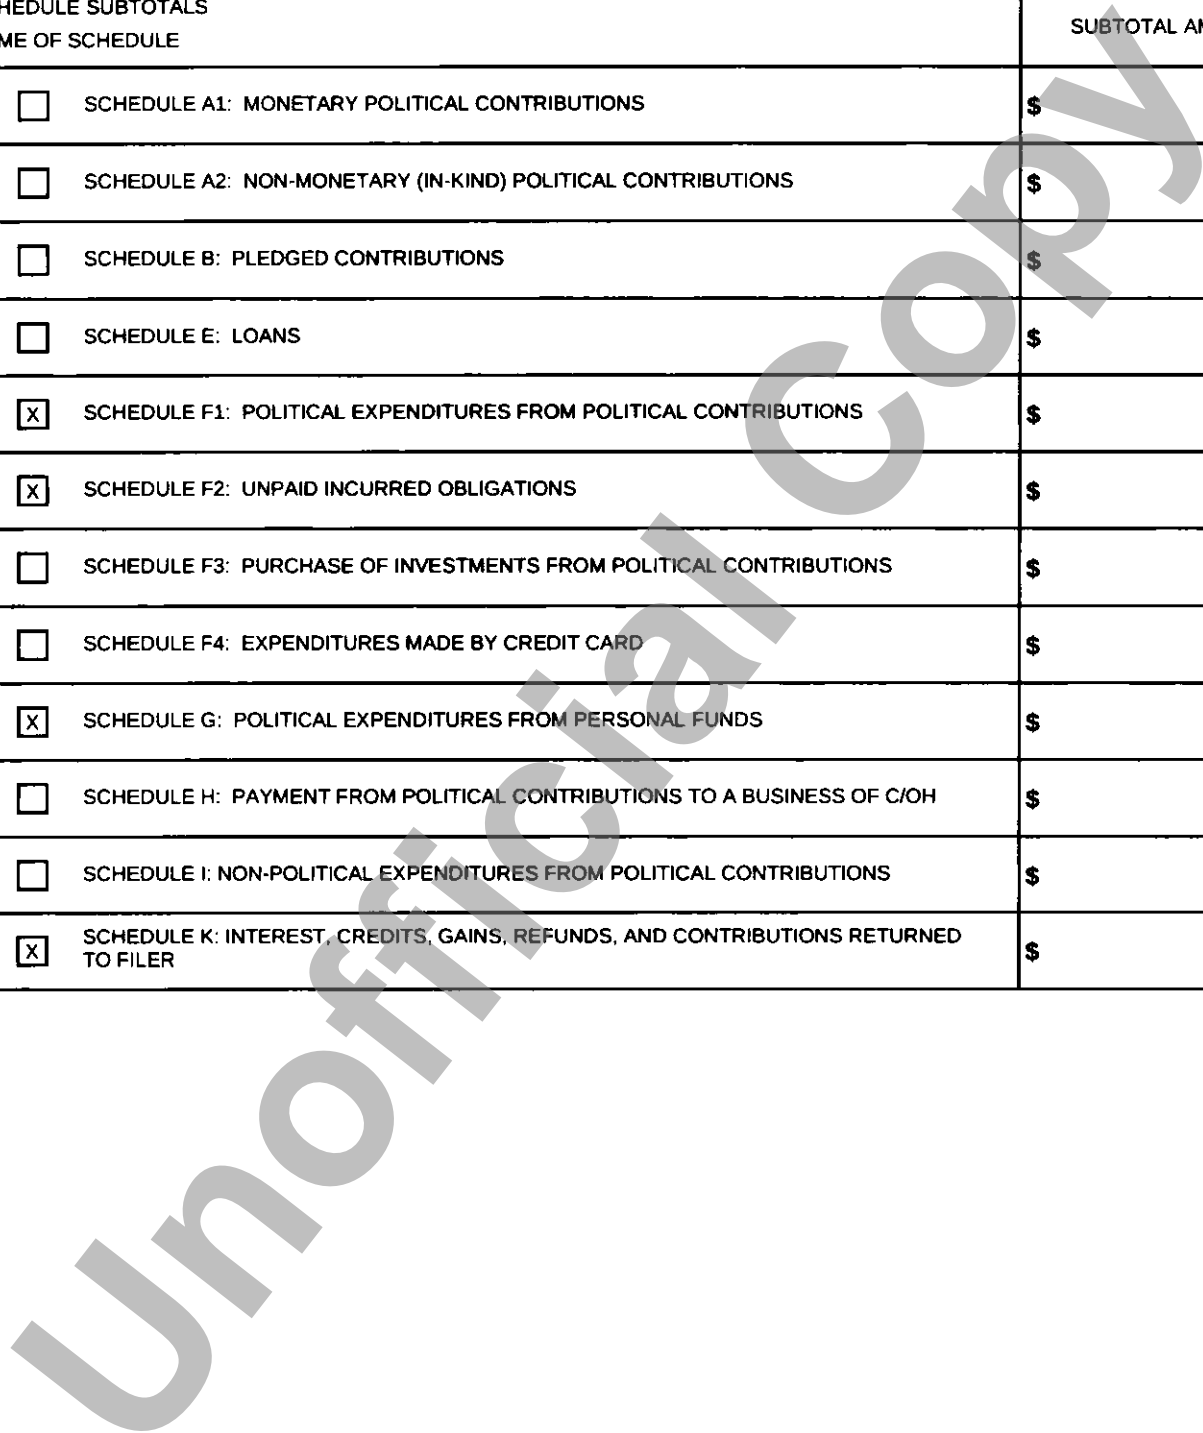 HEDULE SUBTOTALS
ME OF SCHEDULE
SUBTOTAL AM
SCHEDULE A1: MONETARY POLITICAL CONTRIBUTIONS $
SCHEDULE A2: NON-MONETARY (IN-KIND) POLITICAL CONTRIBUTIONS $
SCHEDULE B: PLEDGED CONTRIBUTIONS $
SCHEDULE E: LOANS $
X SCHEDULE F1: POLITICAL EXPENDITURES FROM POLITICAL CONTRIBUTIONS $
X SCHEDULE F2: UNPAID INCURRED OBLIGATIONS $
SCHEDULE F3: PURCHASE OF INVESTMENTS FROM POLITICAL CONTRIBUTIONS $
SCHEDULE F4: EXPENDITURES MADE BY CREDIT CARD $
X SCHEDULE G: POLITICAL EXPENDITURES FROM PERSONAL FUNDS $
SCHEDULE H: PAYMENT FROM POLITICAL CONTRIBUTIONS TO A BUSINESS OF C/OH $
SCHEDULE I: NON-POLITICAL EXPENDITURES FROM POLITICAL CONTRIBUTIONS $
X SCHEDULE K: INTEREST, CREDITS, GAINS, REFUNDS, AND CONTRIBUTIONS RETURNED
TO FILER $
Unofficial Copy